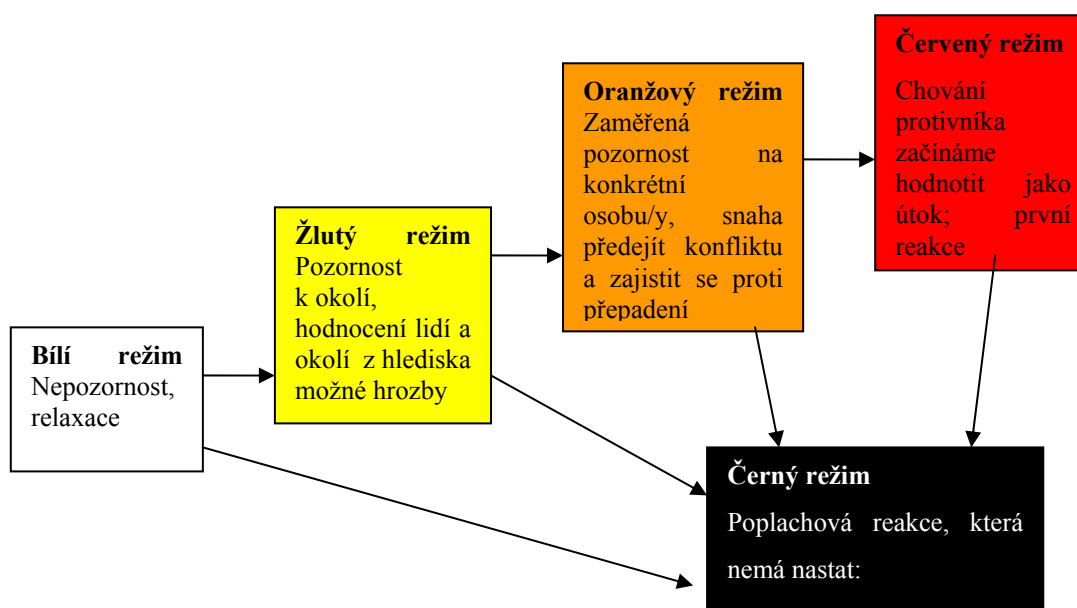 Bílí režim
Nepozornost,
relaxace
Žlutý režim
Pozornost
k okolí,
hodnocení lidí a
okolí z hlediska
možné hrozby
Oranžový režim
Zaměřená
pozornost na
konkrétní
osobu/y, snaha
předejít konfliktu
a zajistit se proti
přepadení
Červený režim
Chování
protivníka
začínáme
hodnotit jako
útok; první
reakce
Černý režim
Poplachová reakce, která
nemá nastat: